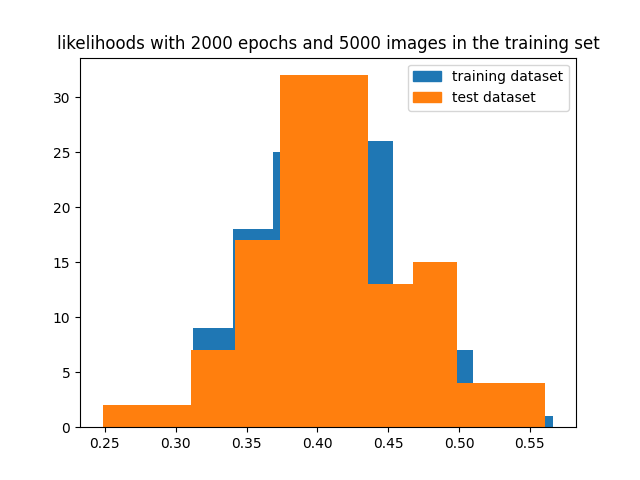 likelihoods with 2000 epochs and 5000 images in the training set
training dataset
test dataset
30
25
20
15
10
5
0
0.25 0.30 0.35 0.40 0.45 0.50 0.55